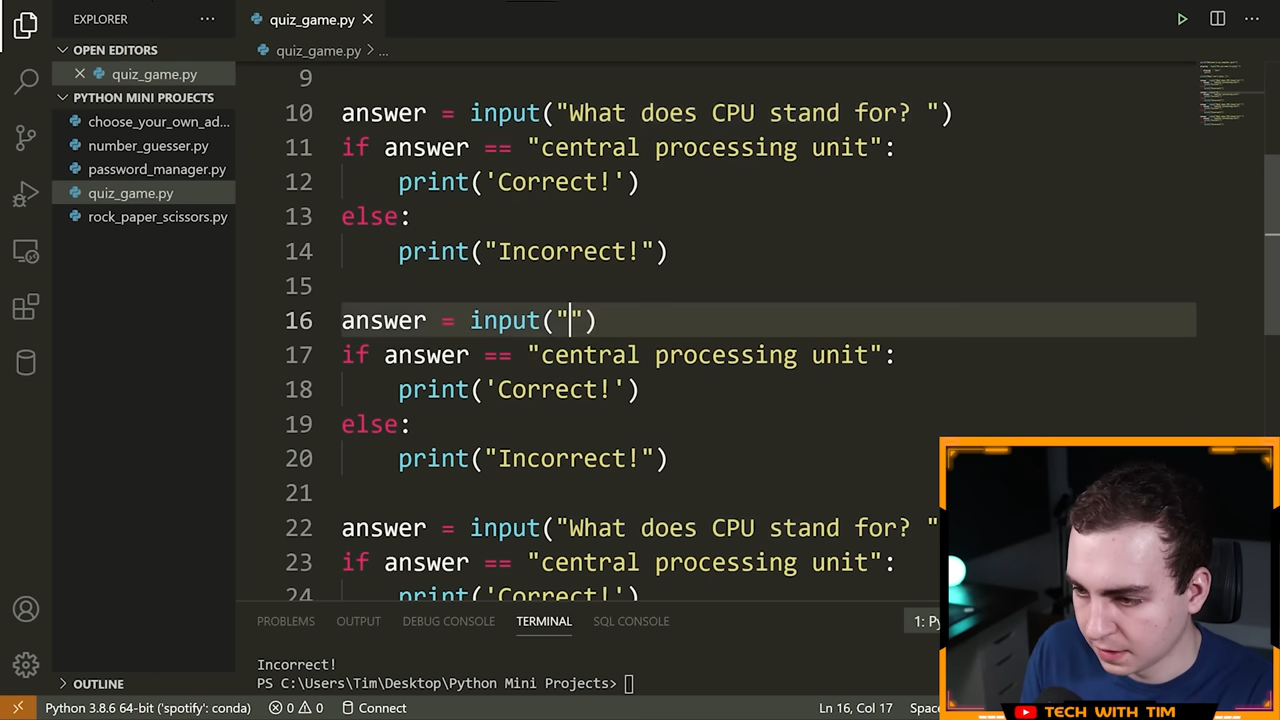 EXPLORER
···
quiz_game.py
OPEN EDITORS
quiz_game.py
quiz_game.py > ...
PYTHON MINI PROJECTS
choose_your_own_ad...
number_guesser.py
password_manager.py
quiz_game.py
rock_paper_scissors.py
9
10 answer = input("What does CPU stand for? ")
11 if answer == "central processing unit":
12 print('Correct!')
13 else:
14 print("Incorrect!")
15
16 answer = input("")
17 if answer == "central processing unit":
18 print('Correct!')
19 else:
20 print("Incorrect!")
21
22 answer = input("What does CPU stand for? "
23 if answer == "central processing unit":
24 print('Correct!')
PROBLEMS OUTPUT DEBUG CONSOLE TERMINAL SQL CONSOLE 1: Py
Incorrect!
PS C:\Users\Tim\Desktop\Python Mini Projects>
OUTLINE
Python 3.8.6 64-bit ('spotify': conda) 0 0 Connect Ln 16, Col 17 Space
TECH WITH TIM